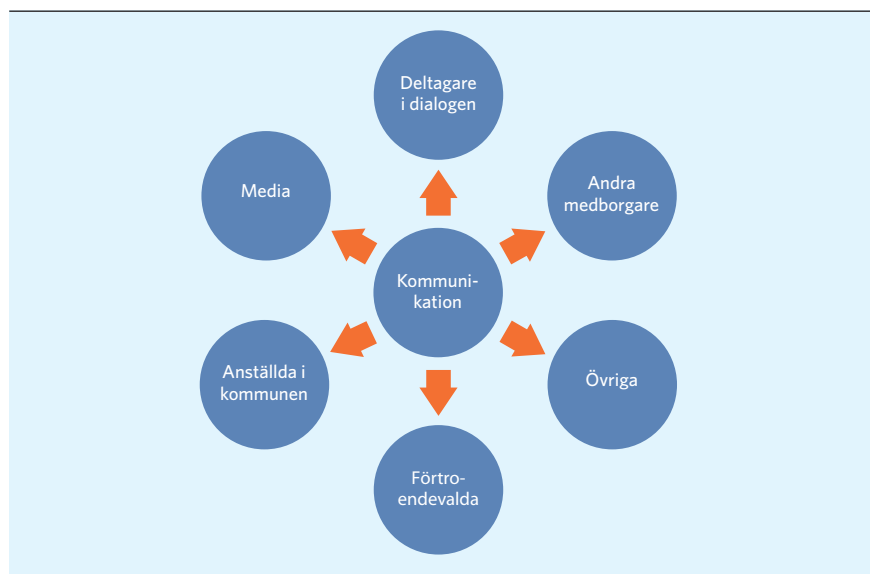 Deltagare
i dialogen
Media
Andra
medborgare
Kommuni-
kation
Anställda i
kommunen
Övriga
Förtro-
endevalda